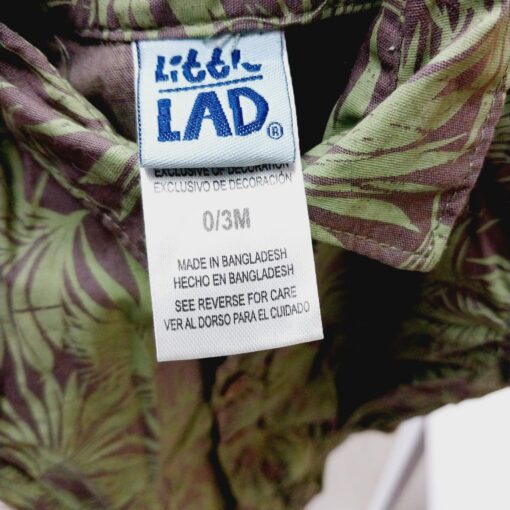 Little
LAD®
EXCLUSIVE OF DECORATION
EXCLUSIVO DE DECORACIÓN
0/3M
MADE IN BANGLADESH
HECHO EN BANGLADESH
SEE REVERSE FOR CARE
VER AL DORSO PARA EL CUIDADO